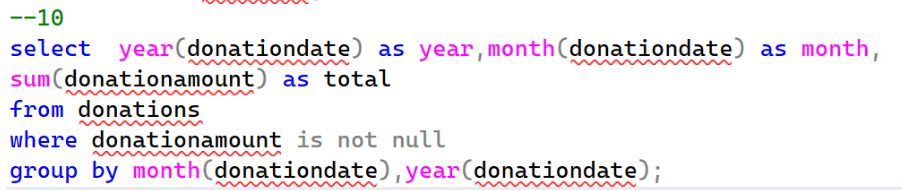 --10
select  year(donationdate) as year,month(donationdate) as month,
sum(donationamount) as total
from donations
where donationamount is not null
group by month(donationdate),year(donationdate);